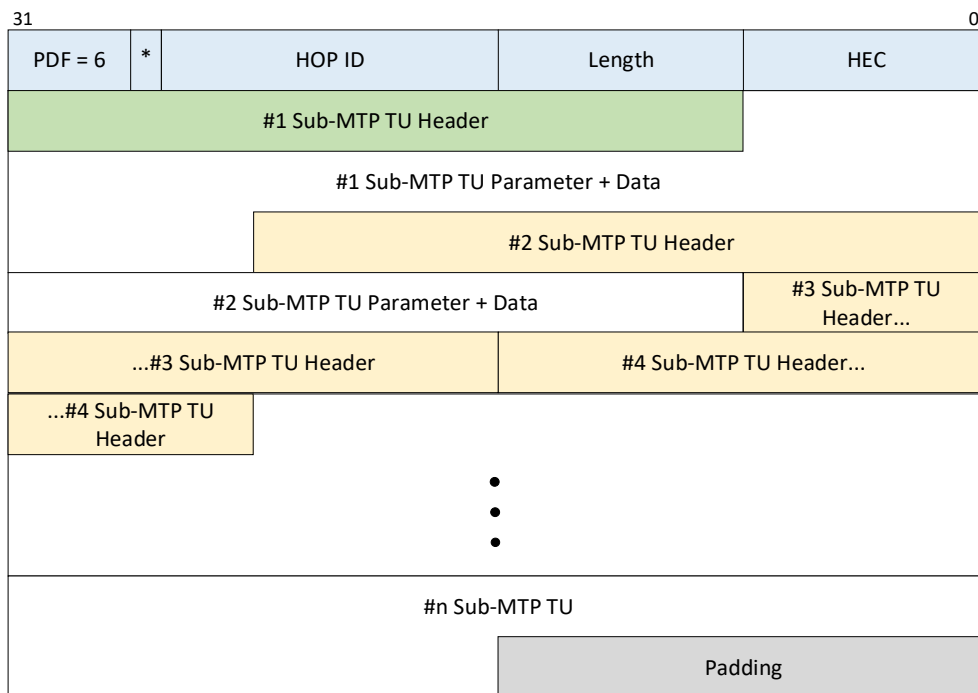 31 0
PDF = 6 * HOP ID Length HEC
#1 Sub-MTP TU Header
#1 Sub-MTP TU Parameter + Data
#2 Sub-MTP TU Header
#2 Sub-MTP TU Parameter + Data
#3 Sub-MTP TU
Header...
...#3 Sub-MTP TU Header
#4 Sub-MTP TU Header...
...#4 Sub-MTP TU
Header
#n Sub-MTP TU
Padding